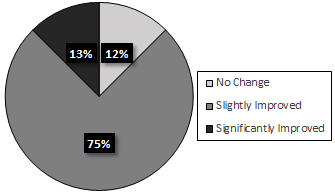 13% 12%
No Change
Slightly Improved
Significantly Improved
75%